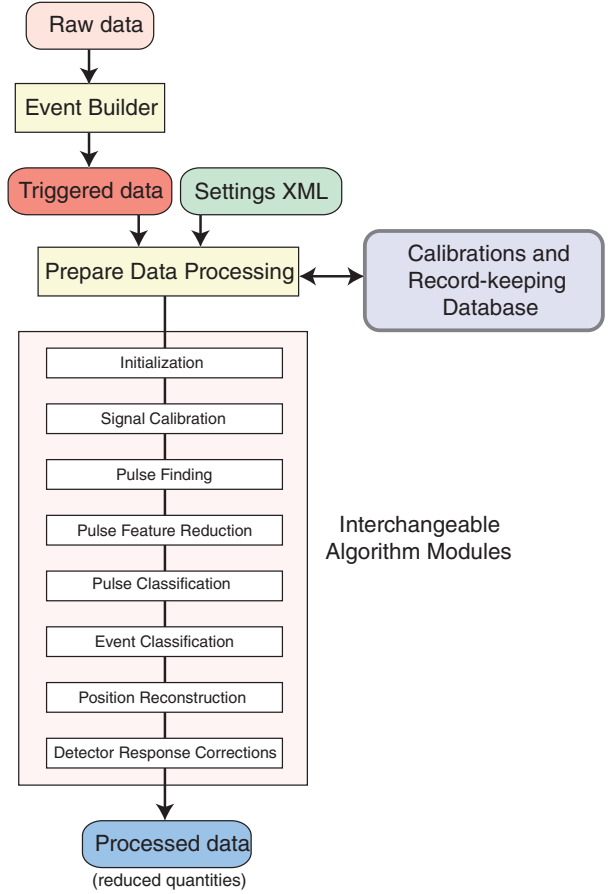 Raw data
Event Builder
Triggered data
Settings XML
Prepare Data Processing
Calibrations and
Record-keeping
Database
Initialization
Signal Calibration
Pulse Finding
Pulse Feature Reduction
Pulse Classification
Event Classification
Position Reconstruction
Detector Response Corrections
Interchangeable
Algorithm Modules
Processed data
(reduced quantities)